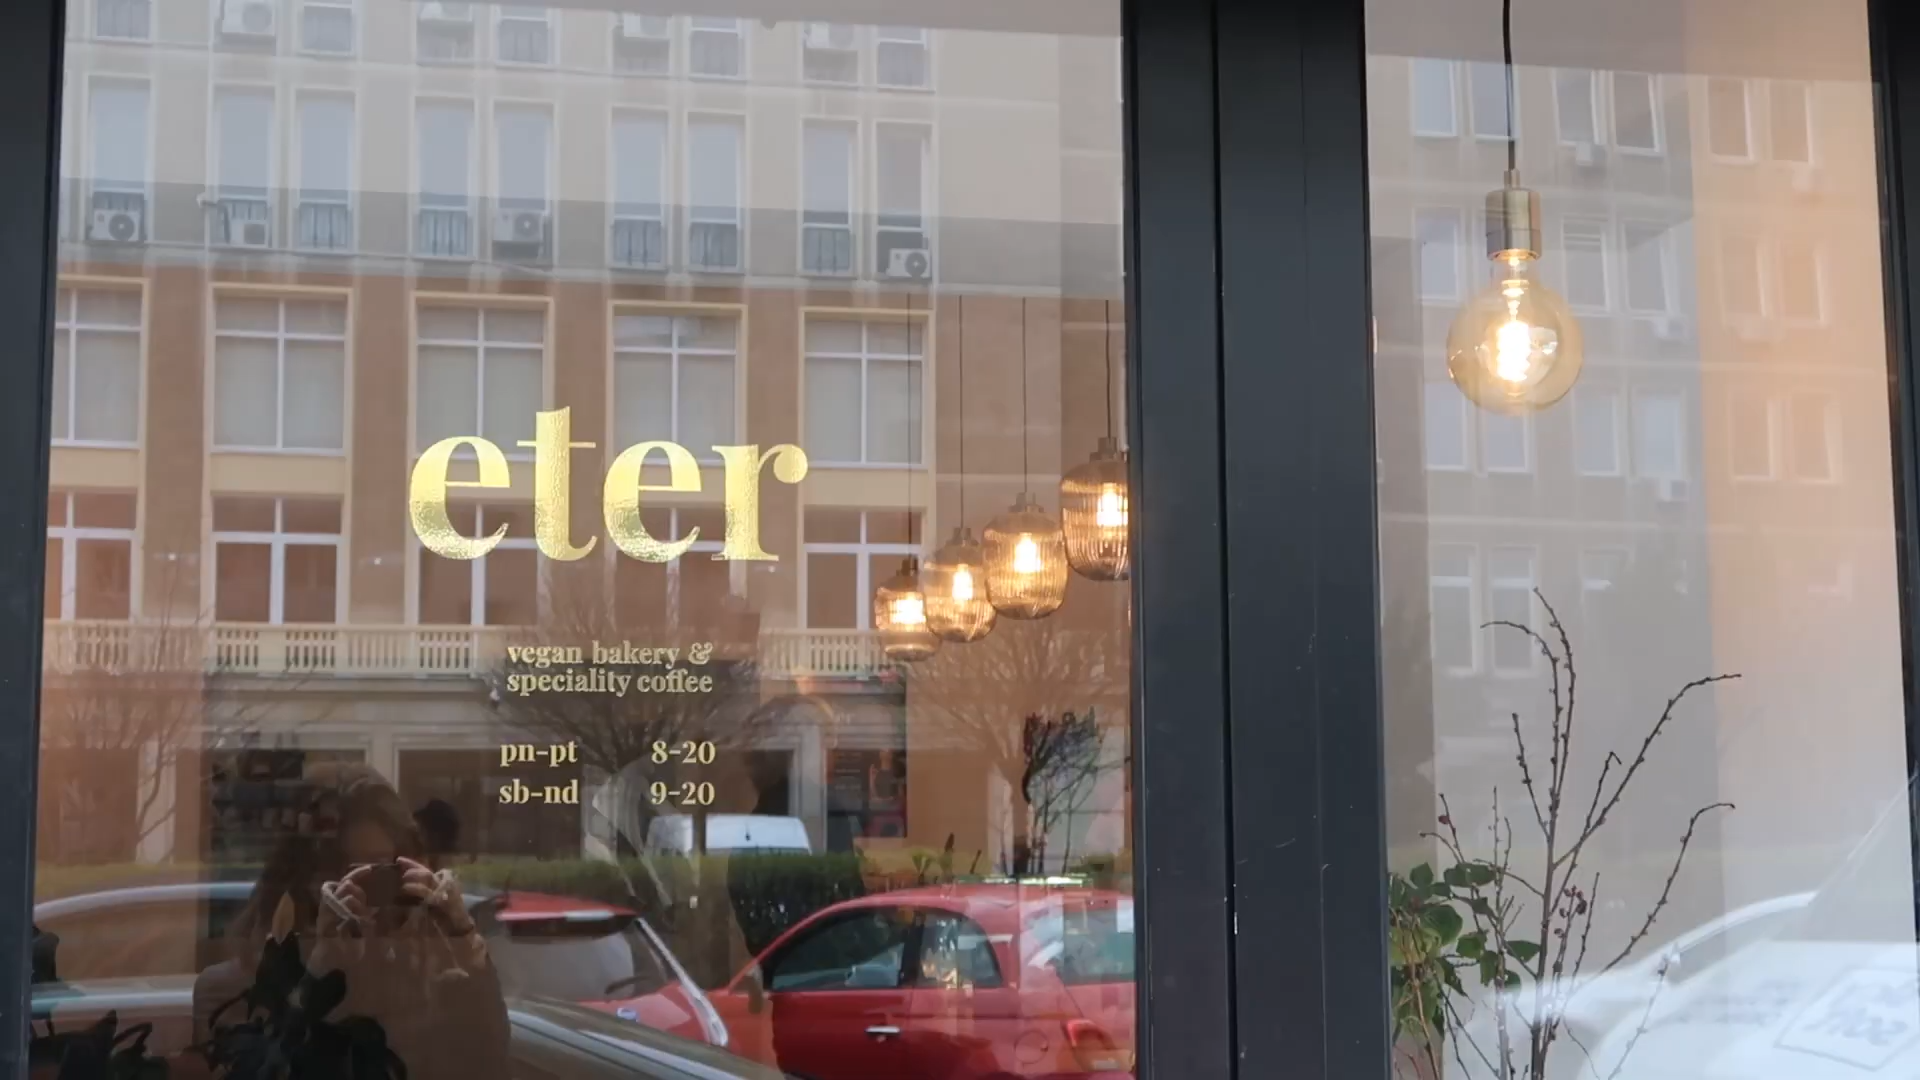 eter
vegan bakery &
speciality coffee
pn-pt 8-20
sb-nd 9-20